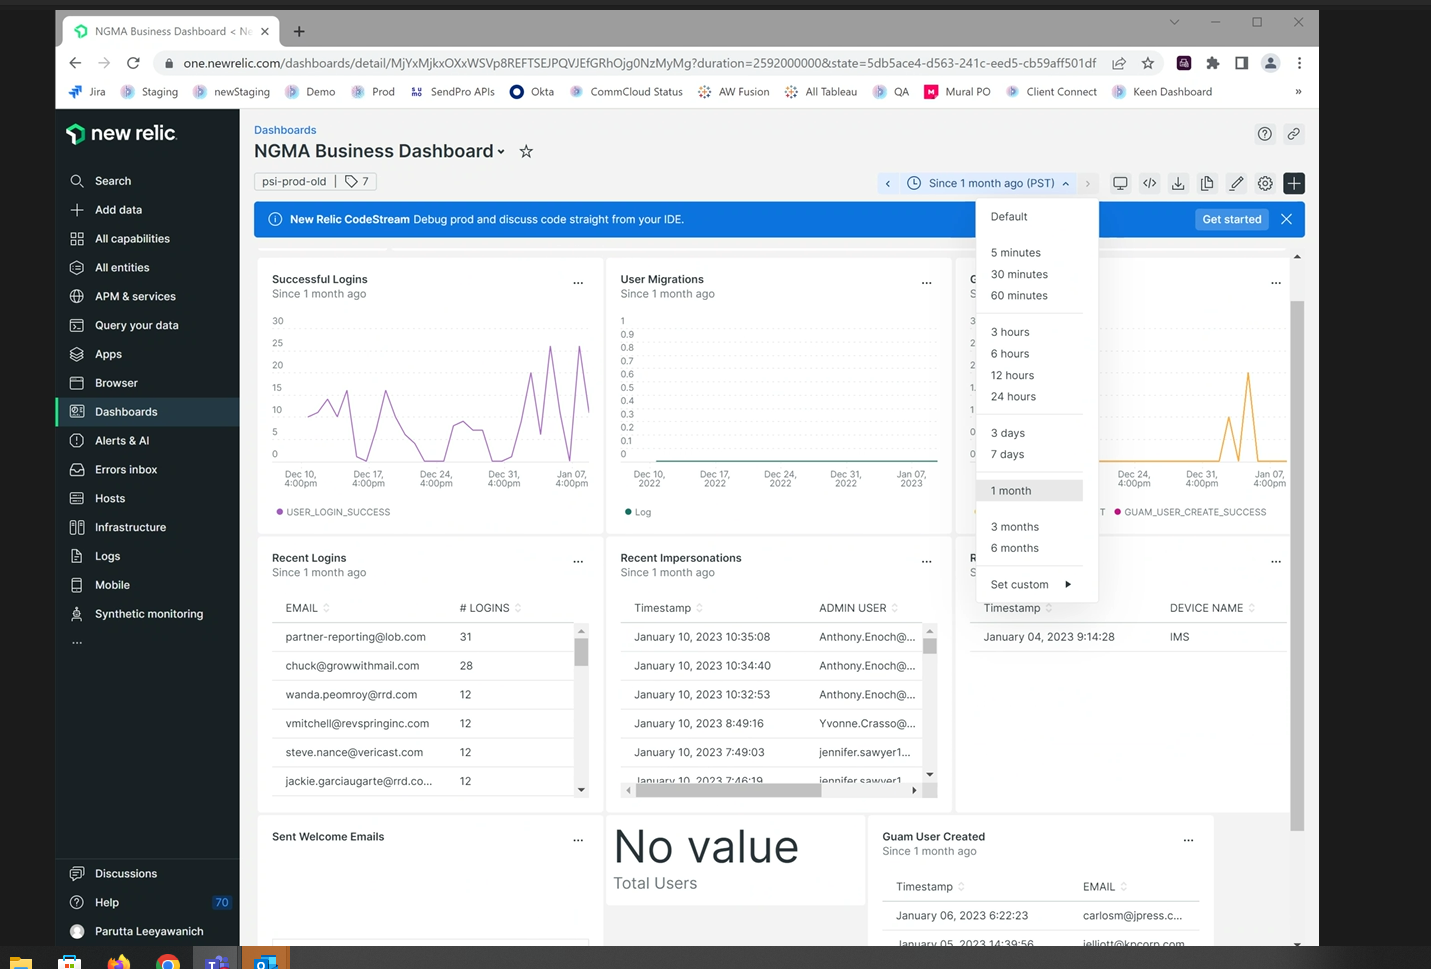 NGMA Business Dashboard < Ne
one.newrelic.com/dashboards/detail/MjYxMjkxOXxWSVp8REFTSEJPQVJEfGRhOjg0NzMyMg?duration=2592000000&state=5db5ace4-d563-241c-eed5-cb59aff501df
Jira Staging newStaging Demo Prod SendPro APIs Okta CommCloud Status AW Fusion All Tableau QA Mural PO Client Connect Keen Dashboard »
new relic.
Search
Add data
All capabilities
All entities
APM & services
Query your data
Apps
Browser
Dashboards
Alerts & AI
Errors inbox
Hosts
Infrastructure
Logs
Mobile
Synthetic monitoring
...
Discussions
Help 70
Parutta Leeyawanich
Dashboards
NGMA Business Dashboard
psi-prod-old | 7
Since 1 month ago (PST)
New Relic CodeStream Debug prod and discuss code straight from your IDE.
Get started
Default
5 minutes
30 minutes
60 minutes
3 hours
6 hours
12 hours
24 hours
3 days
7 days
1 month
3 months
6 months
Set custom
Successful Logins
Since 1 month ago
30
25
20
15
10
5
0
Dec 10, 4:00pm
Dec 17, 4:00pm
Dec 24, 4:00pm
Dec 31, 4:00pm
Jan 07, 4:00pm
USER_LOGIN_SUCCESS
User Migrations
Since 1 month ago
1
0.9
0.8
0.7
0.6
0.5
0.4
0.3
0.2
0.1
0
Dec 10, 2022
Dec 17, 2022
Dec 24, 2022
Dec 31, 2022
Jan 07, 2023
Log
Dec 24, 4:00pm
Dec 31, 4:00pm
Jan 07, 4:00pm
T GUAM_USER_CREATE_SUCCESS
Recent Logins
Since 1 month ago
EMAIL # LOGINS
partner-reporting@lob.com 31
chuck@growwithmail.com 28
wanda.peomroy@rrd.com 12
vmitchell@revspringinc.com 12
steve.nance@vericast.com 12
jackie.garciaugarte@rrd.co... 12
Recent Impersonations
Since 1 month ago
Timestamp ADMIN USER
January 10, 2023 10:35:08 Anthony.Enoch@...
January 10, 2023 10:34:40 Anthony.Enoch@...
January 10, 2023 10:32:53 Anthony.Enoch@...
January 10, 2023 8:49:16 Yvonne.Crasso@...
January 10, 2023 7:49:03 jennifer.sawyer1...
January 10, 2023 7:46:19 jennifer.sawyer1
Timestamp DEVICE NAME
January 04, 2023 9:14:28 IMS
Sent Welcome Emails
No value
Total Users
Guam User Created
Since 1 month ago
Timestamp EMAIL
January 06, 2023 6:22:23 carlosm@jpress.c...
January 05, 2023 14:39:56 jelliott@kpcorp.com